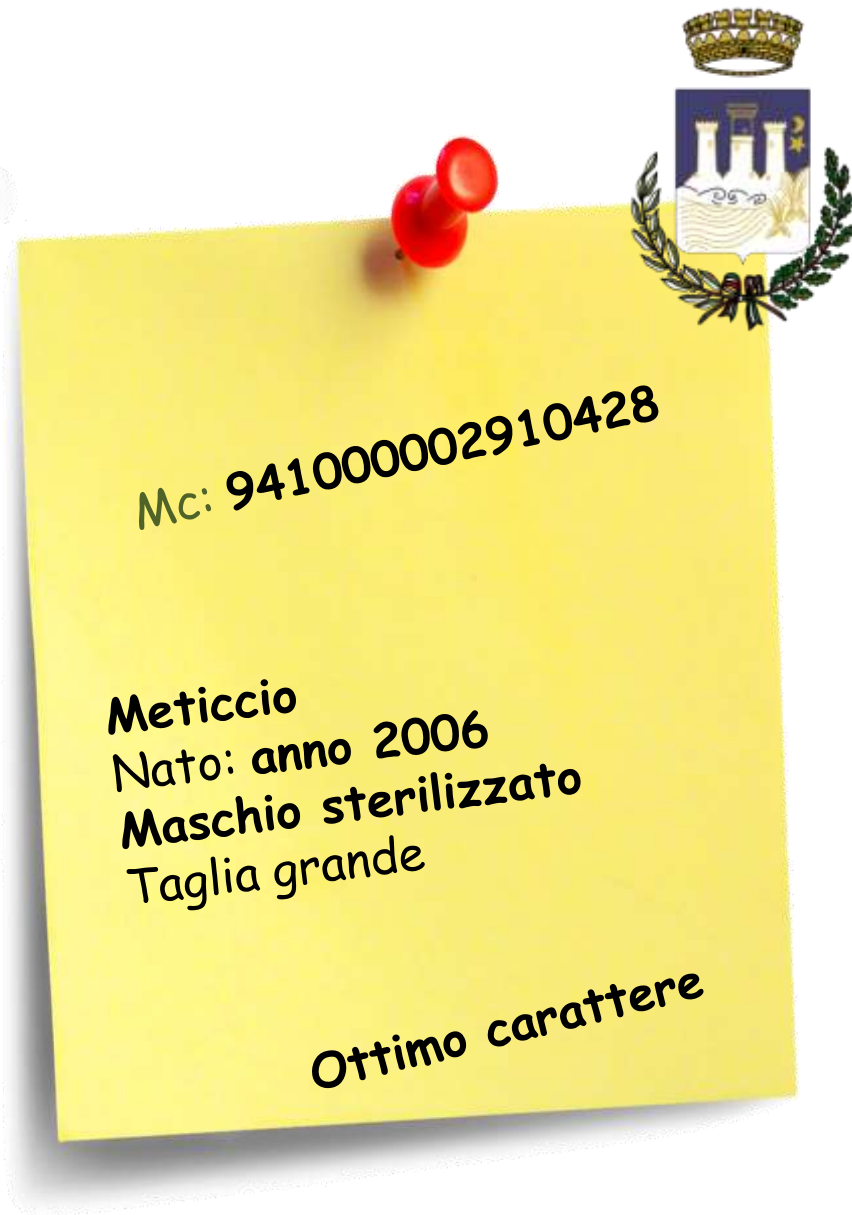 Mc: 941000002910428
Meticcio
Nato: anno 2006
Maschio sterilizzato
Taglia grande
Ottimo carattere